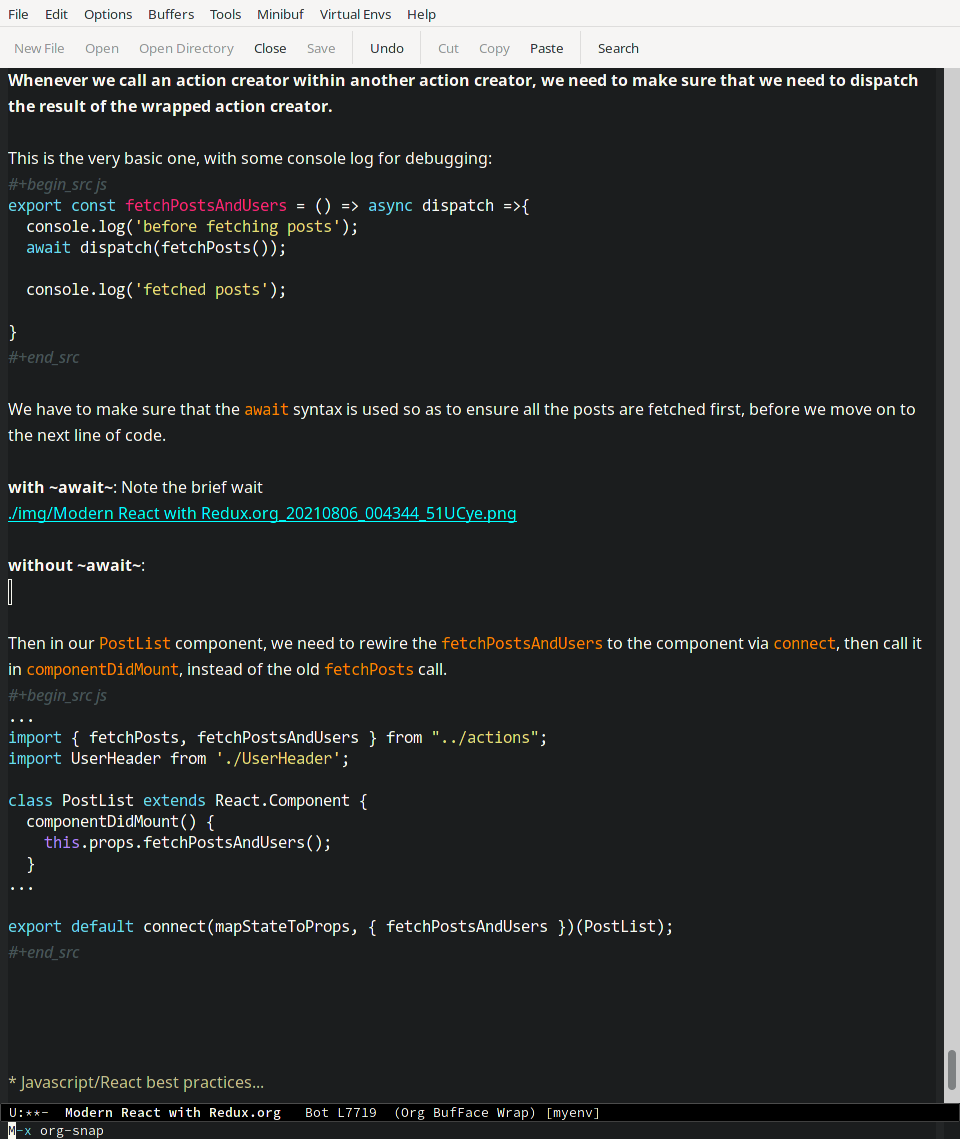 File Edit Options Buffers Tools Minibuf Virtual Envs Help
New File Open Open Directory Close Save Undo Cut Copy Paste Search
Whenever we call an action creator within another action creator, we need to make sure that we need to dispatch
the result of the wrapped action creator.
This is the very basic one, with some console log for debugging:
#+begin_src js
export const fetchPostsAndUsers = () => async dispatch =>{
  console.log('before fetching posts');
  await dispatch(fetchPosts());
  console.log('fetched posts');
}
#+end_src
We have to make sure that the await syntax is used so as to ensure all the posts are fetched first, before we move on to
the next line of code.
with ~await~: Note the brief wait
./img/Modern React with Redux.org_20210806_004344_51UCye.png
without ~await~:
Then in our PostList component, we need to rewire the fetchPostsAndUsers to the component via connect, then call it
in componentDidMount, instead of the old fetchPosts call.
#+begin_src js
...
import { fetchPosts, fetchPostsAndUsers } from "../actions";
import UserHeader from './UserHeader';
class PostList extends React.Component {
  componentDidMount() {
    this.props.fetchPostsAndUsers();
  }
...
export default connect(mapStateToProps, { fetchPostsAndUsers })(PostList);
#+end_src
* Javascript/React best practices...
U:**-  Modern React with Redux.org   Bot L7719  (Org BufFace Wrap) [myenv]
M-x org-snap